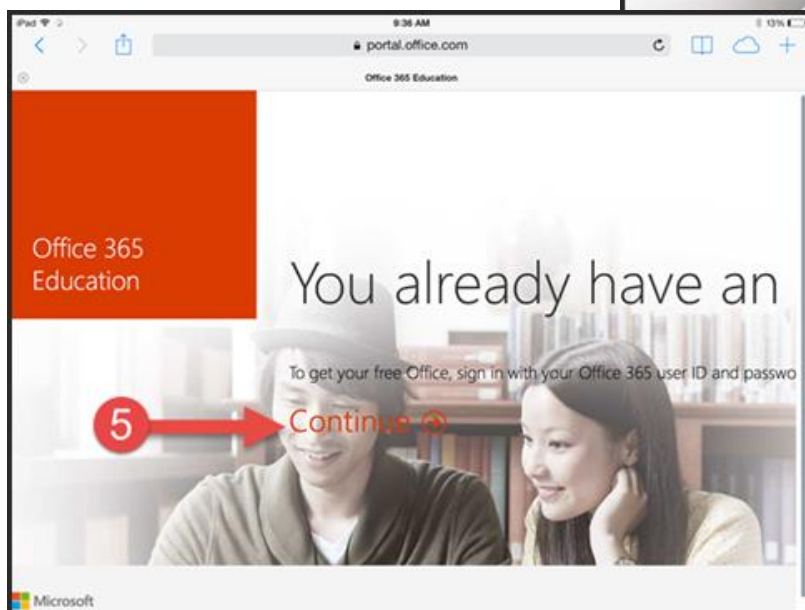 iPad
9:36 AM
13%
portal.office.com
Office 365 Education
Office 365
Education
You already have an
To get your free Office, sign in with your Office 365 user ID and passwo
5
Continue
Microsoft